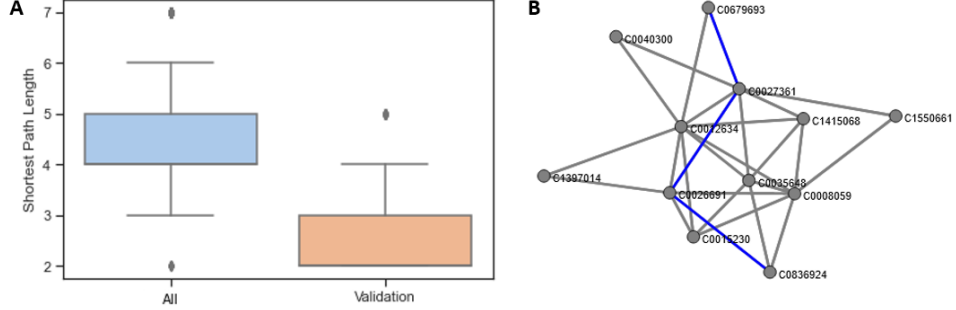 A
Shortest Path Length
7
6
5
4
3
2
All
Validation
B
C0679693
C0040300
C0027361
C1550661
C1415068
C0012634
C1397014
C0035648
C0026691
C0008059
C0015230
C0836924